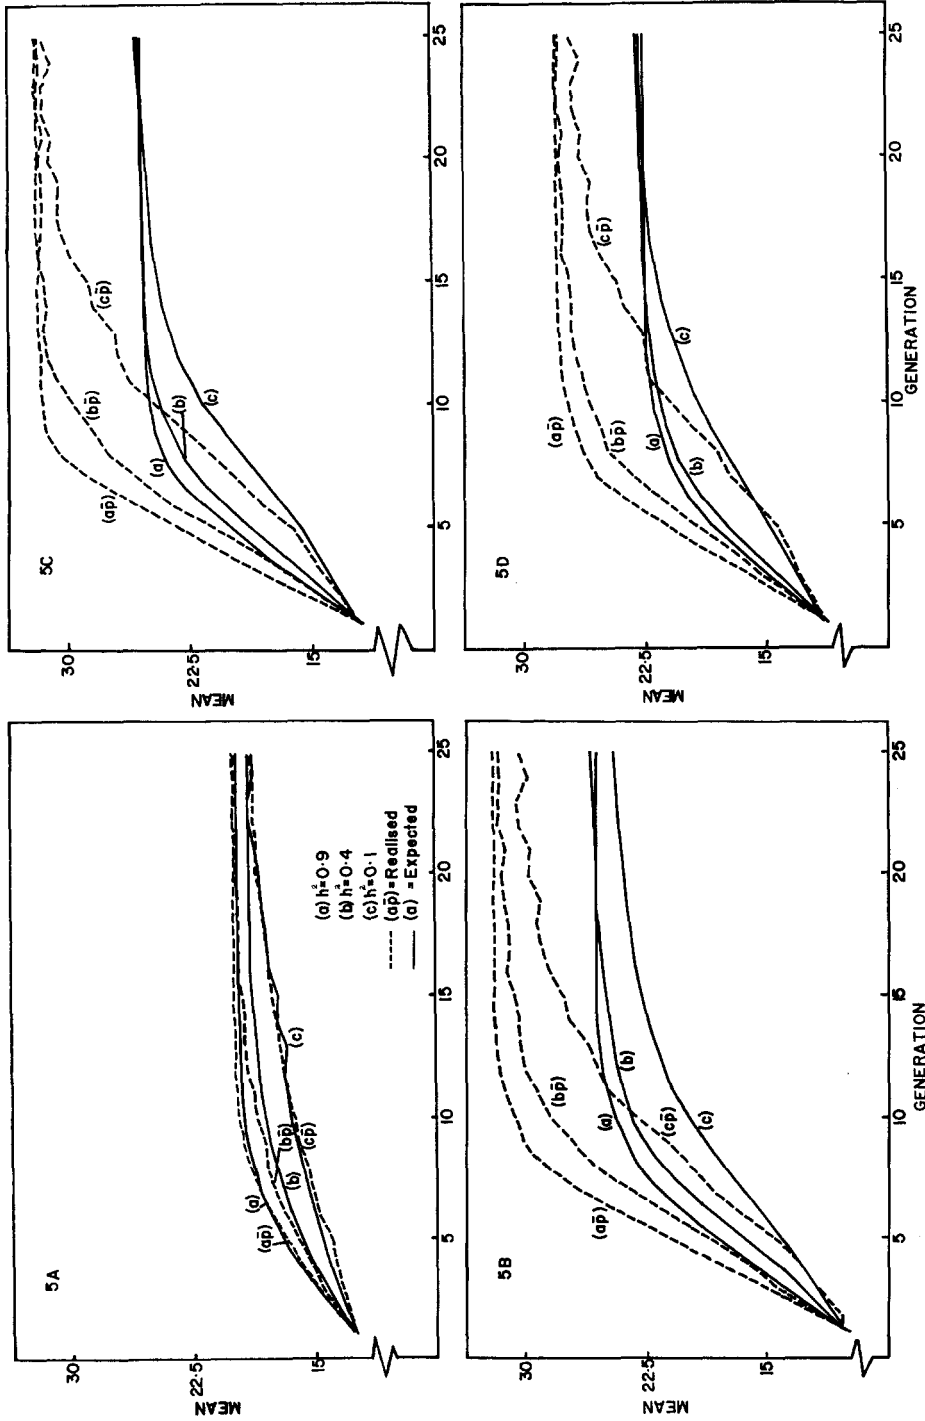 5A
MEAN
30
22·5
15
5
10
15
20
25
(a)
(ap̄)
(bp̄)
(b)
(cp̄)
(c)
(a) h²=0·9
(b) h²=0·4
(c) h²=0·1
(ap̄)=Realised
(a) =Expected
5C
MEAN
30
22·5
15
5
10
15
20
25
(ap̄)
(bp̄)
(cp̄)
(a)
(b)
(c)
5B
MEAN
30
22·5
15
5
10
15
20
25
GENERATION
(ap̄)
(bp̄)
(cp̄)
(a)
(b)
(c)
5D
MEAN
30
22·5
15
5
10
15
20
25
GENERATION
(ap̄)
(bp̄)
(cp̄)
(a)
(b)
(c)